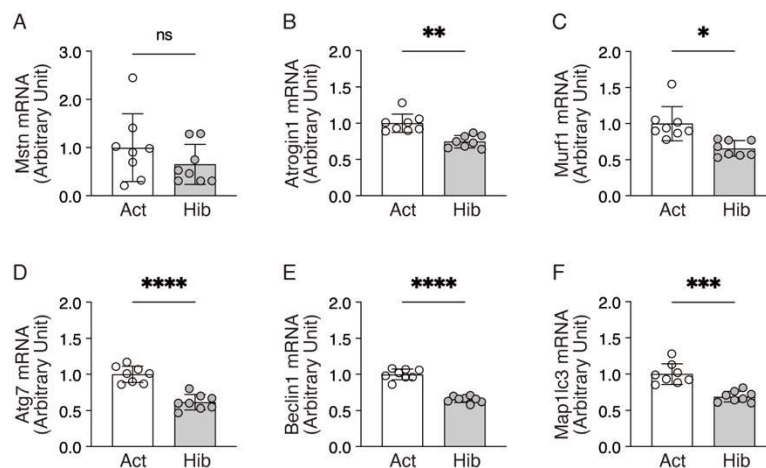 A
Mstn mRNA
(Arbitrary Unit)
3.0
2.0
1.0
0.0
ns
Act Hib
B
Atrogin1 mRNA
(Arbitrary Unit)
2.0
1.5
1.0
0.5
0.0
**
Act Hib
C
Murf1 mRNA
(Arbitrary Unit)
2.0
1.5
1.0
0.5
0.0
*
Act Hib
D
Atg7 mRNA
(Arbitrary Unit)
2.0
1.5
1.0
0.5
0.0
****
Act Hib
E
Beclin1 mRNA
(Arbitrary Unit)
2.0
1.5
1.0
0.5
0.0
****
Act Hib
F
Map1lc3 mRNA
(Arbitrary Unit)
2.0
1.5
1.0
0.5
0.0
***
Act Hib